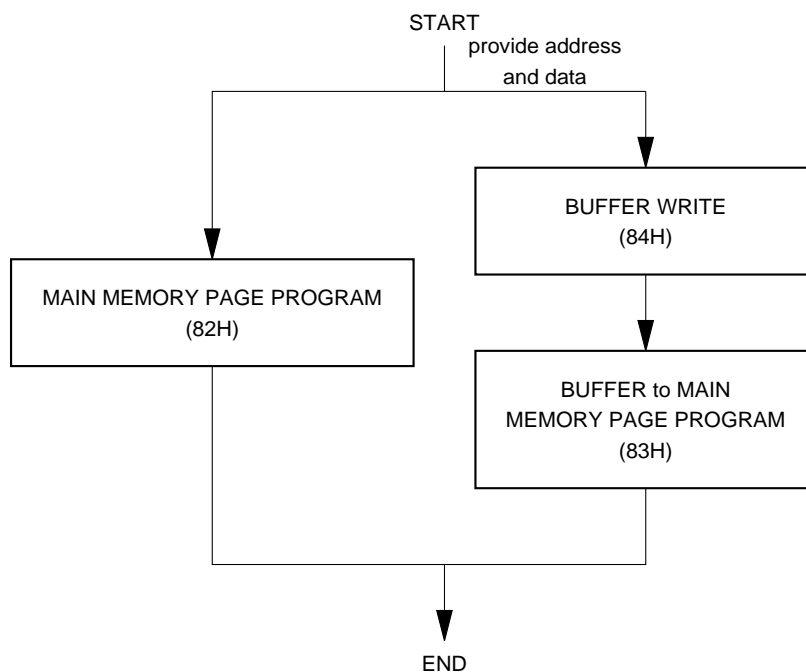 START
provide address
and data
BUFFER WRITE
(84H)
MAIN MEMORY PAGE PROGRAM
(82H)
BUFFER to MAIN
MEMORY PAGE PROGRAM
(83H)
END